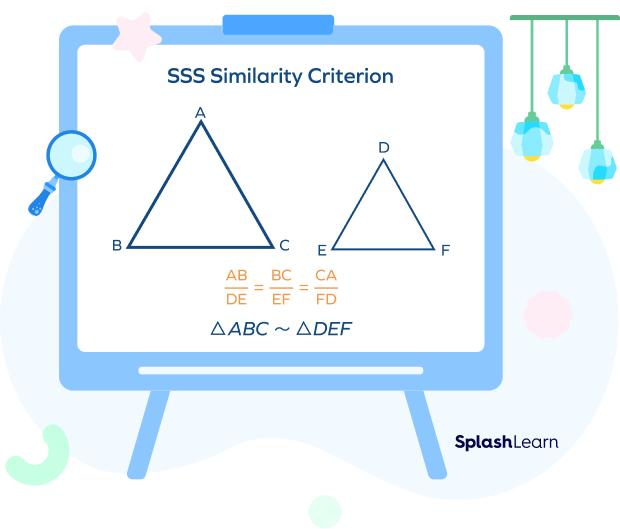 SSS Similarity Criterion
A
D
B
C
E
F
AB/DE = BC/EF = CA/FD
△ABC ~ △DEF
SplashLearn